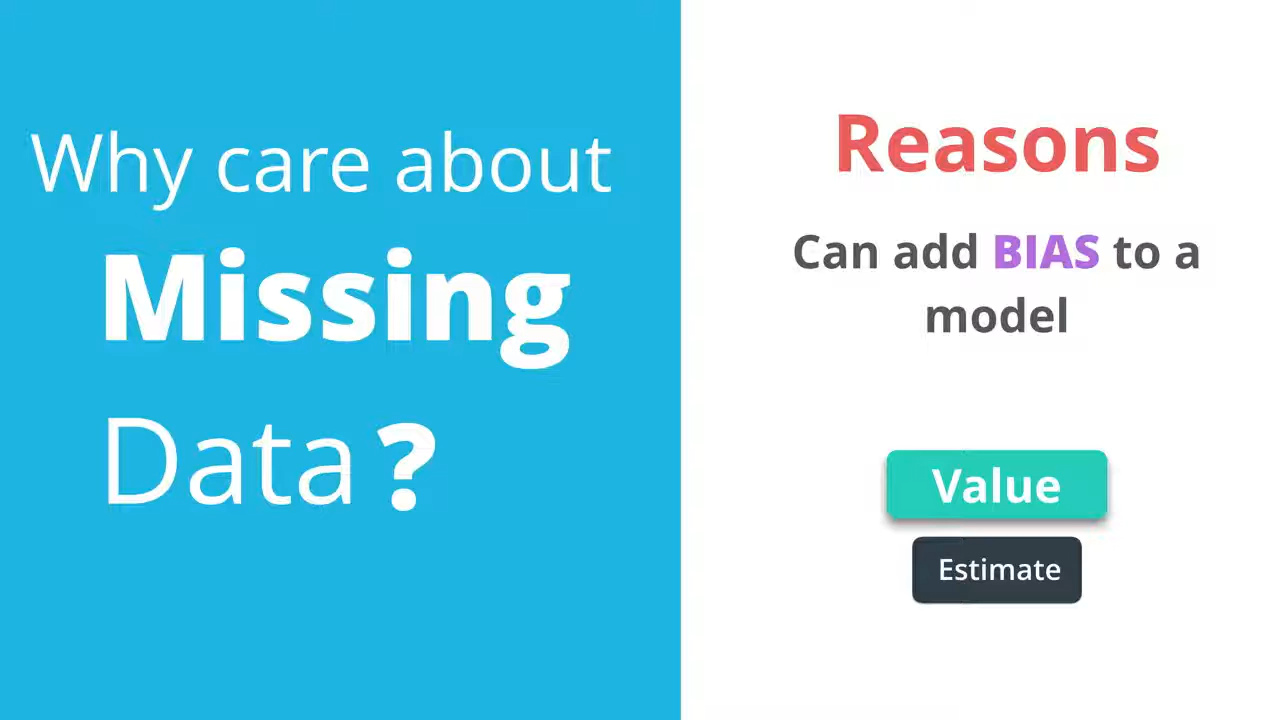 Why care about
Missing
Data?
Reasons
Can add BIAS to a
model
Value
Estimate